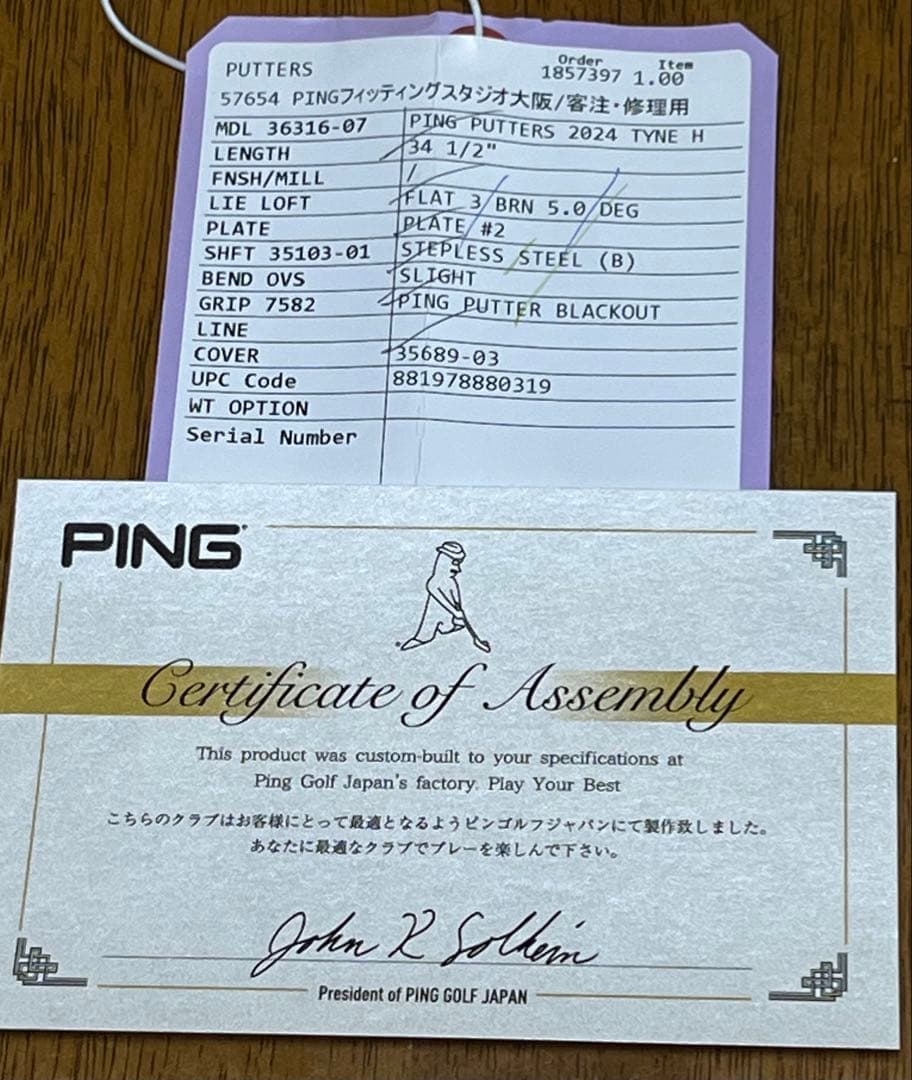 PUTTERS
Order Item
1857397 1.00
57654 PINGフィッティングスタジオ大阪/客注・修理用
MDL 36316-07 PING PUTTERS 2024 TYNE H
LENGTH 34 1/2"
FNSH/MILL /
LIE LOFT FLAT 3/BRN 5.0/DEG
PLATE PLATE #2
SHFT 35103-01 STEPLESS STEEL (B)
BEND OVS SLIGHT
GRIP 7582 PING PUTTER BLACKOUT
LINE
COVER 35689-03
UPC Code 881978880319
WT OPTION
Serial Number
PING
Certificate of Assembly
This product was custom-built to your specifications at
Ping Golf Japan's factory. Play Your Best
こちらのクラブはお客様にとって最適となるようピンゴルフジャパンにて製作致しました。
あなたに最適なクラブでプレーを楽しんで下さい。
John K Solheim
President of PING GOLF JAPAN